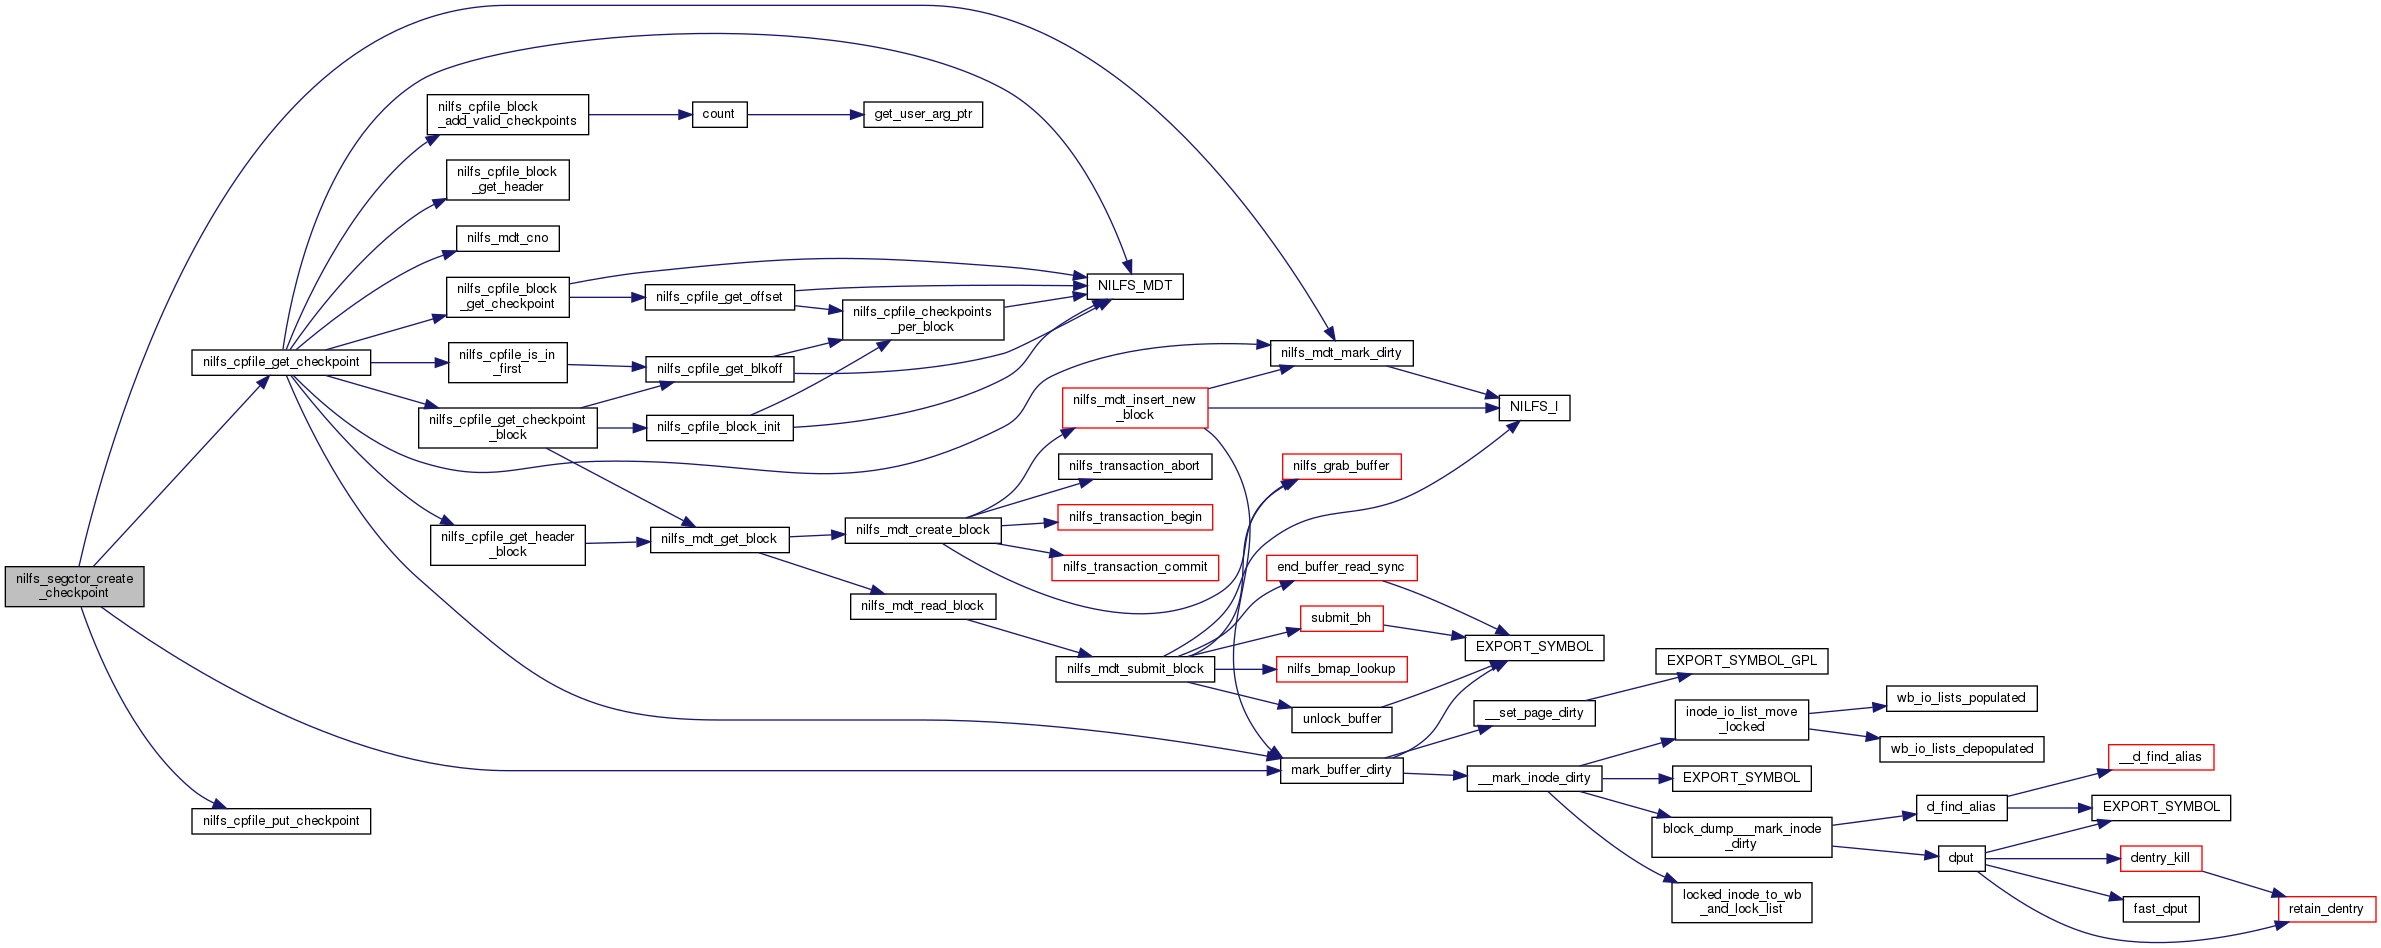 nilfs_segctor_create
_checkpoint
nilfs_cpfile_get_checkpoint
nilfs_cpfile_put_checkpoint
nilfs_cpfile_block
_add_valid_checkpoints
nilfs_cpfile_block
_get_header
nilfs_mdt_cno
nilfs_cpfile_block
_get_checkpoint
nilfs_cpfile_is_in
_first
nilfs_cpfile_get_checkpoint
_block
nilfs_cpfile_get_header
_block
count
nilfs_cpfile_get_offset
nilfs_cpfile_get_blkoff
nilfs_cpfile_block_init
nilfs_mdt_get_block
get_user_arg_ptr
nilfs_cpfile_checkpoints
_per_block
nilfs_mdt_create_block
nilfs_mdt_read_block
NILFS_MDT
nilfs_mdt_insert_new
_block
nilfs_transaction_abort
nilfs_transaction_begin
nilfs_transaction_commit
nilfs_mdt_submit_block
nilfs_mdt_mark_dirty
nilfs_grab_buffer
end_buffer_read_sync
submit_bh
nilfs_bmap_lookup
unlock_buffer
mark_buffer_dirty
NILFS_I
EXPORT_SYMBOL
__set_page_dirty
__mark_inode_dirty
EXPORT_SYMBOL_GPL
inode_io_list_move
_locked
EXPORT_SYMBOL
block_dump___mark_inode
_dirty
locked_inode_to_wb
_and_lock_list
wb_io_lists_populated
wb_io_lists_depopulated
d_find_alias
dput
__d_find_alias
EXPORT_SYMBOL
dentry_kill
fast_dput
retain_dentry